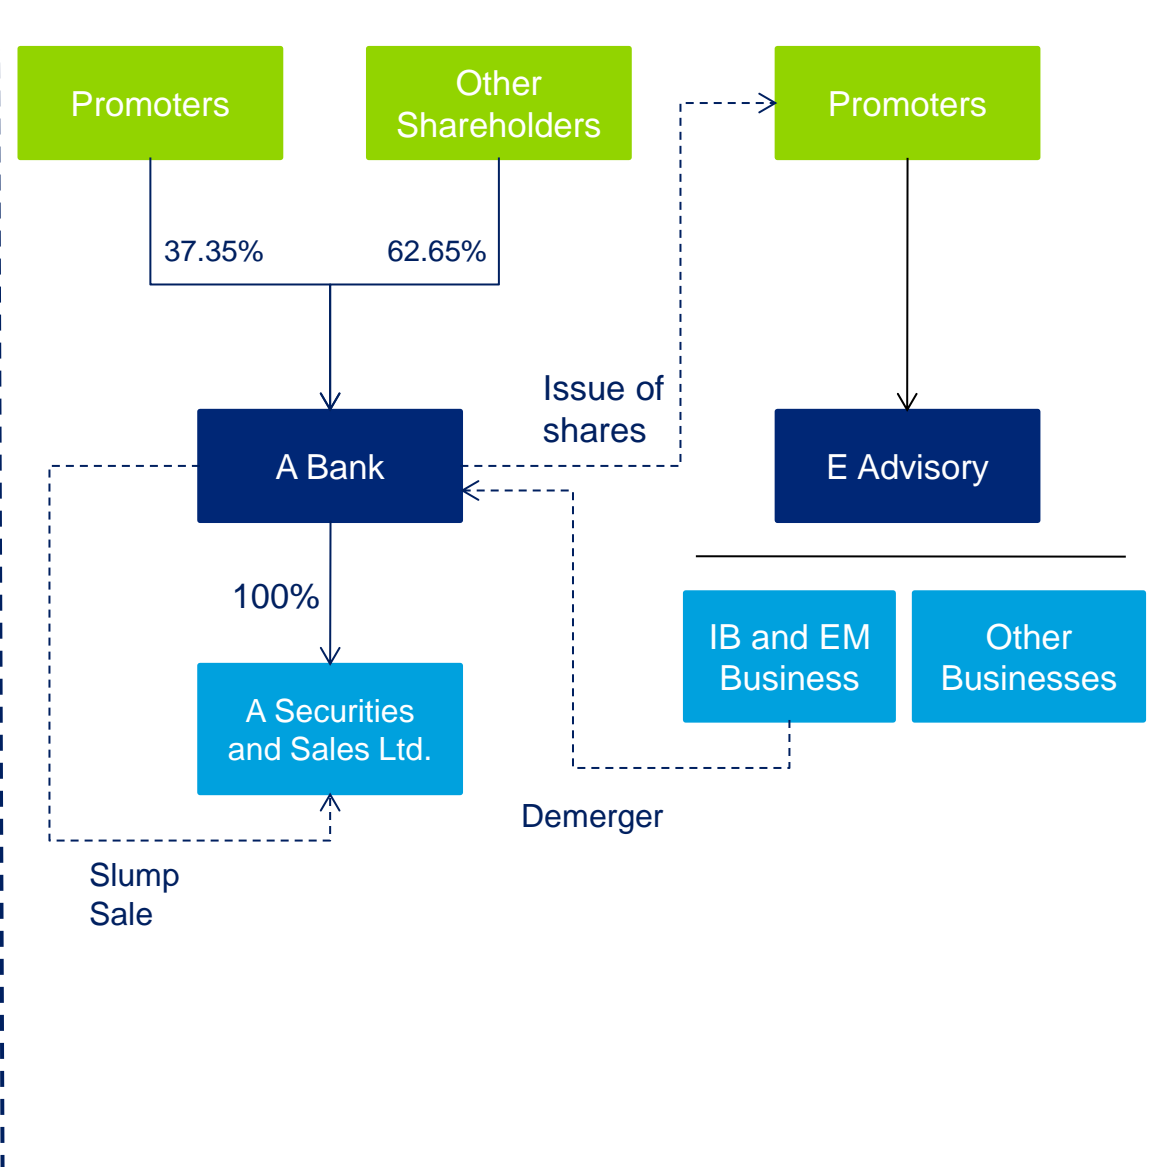 Promoters
Other
Shareholders
Promoters
37.35%
62.65%
Issue of
shares
A Bank
E Advisory
100%
IB and EM
Business
Other
Businesses
A Securities
and Sales Ltd.
Demerger
Slump
Sale